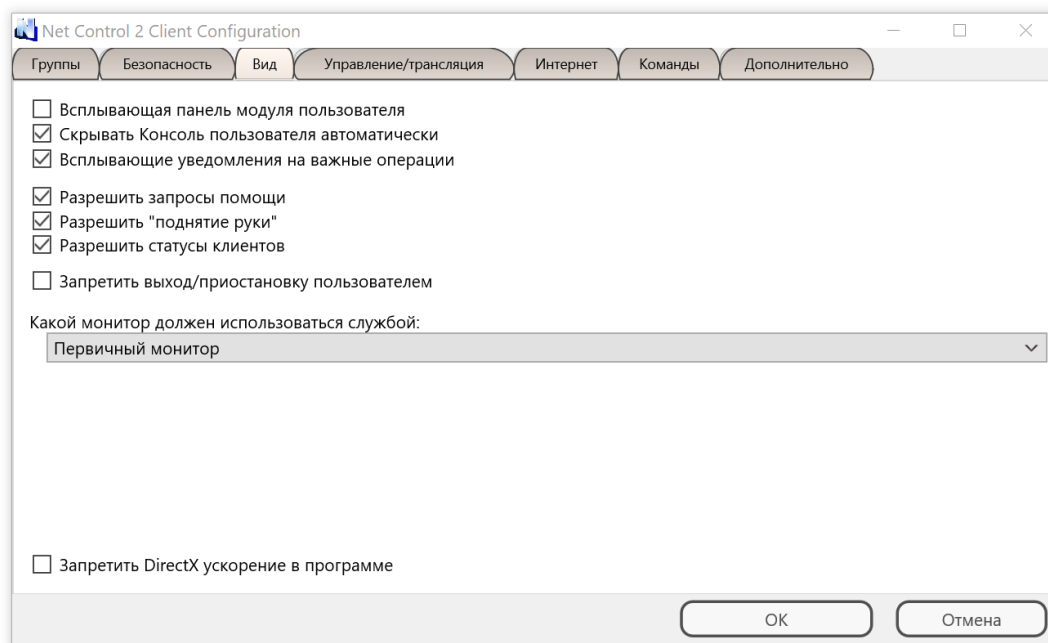 Net Control 2 Client Configuration
Группы Безопасность Вид Управление/трансляция Интернет Команды Дополнительно
Всплывающая панель модуля пользователя
Скрывать Консоль пользователя автоматически
Всплывающие уведомления на важные операции
Разрешить запросы помощи
Разрешить "поднятие руки"
Разрешить статусы клиентов
Запретить выход/приостановку пользователем
Какой монитор должен использоваться службой:
Первичный монитор
Запретить DirectX ускорение в программе
ОК Отмена